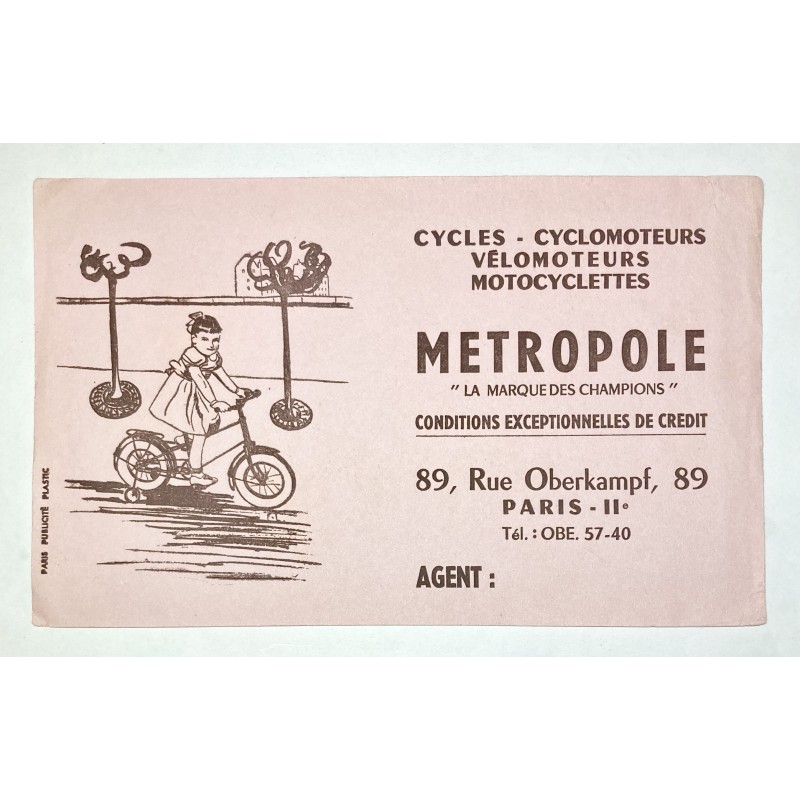 CYCLES - CYCLOMOTEURS
VÉLOMOTEURS
MOTOCYCLETTES
METROPOLE
" LA MARQUE DES CHAMPIONS "
CONDITIONS EXCEPTIONNELLES DE CREDIT
89, Rue Oberkampf, 89
PARIS - IIe
Tél. : OBE. 57-40
AGENT :
PARIS PUBLICITÉ PLASTIC